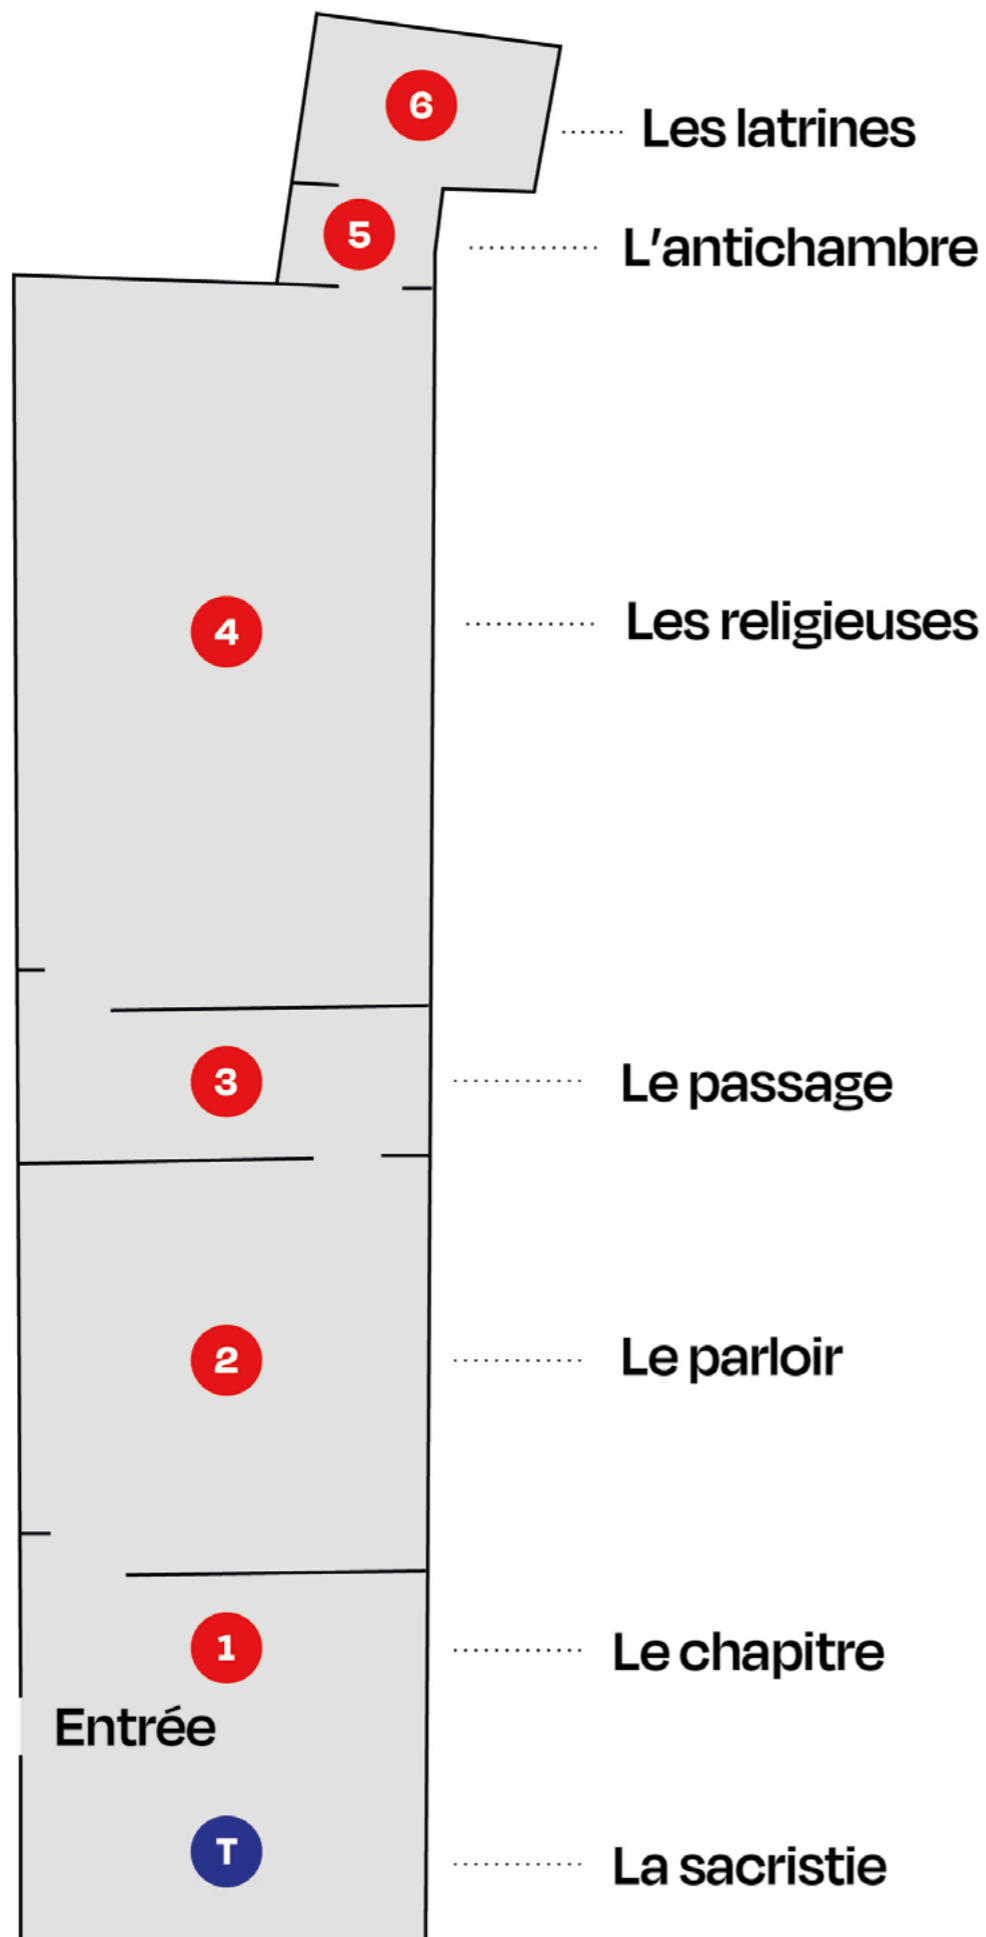 6
Les latrines
5
L'antichambre
4
Les religieuses
3
Le passage
2
Le parloir
1
Le chapitre
Entrée
T
La sacristie